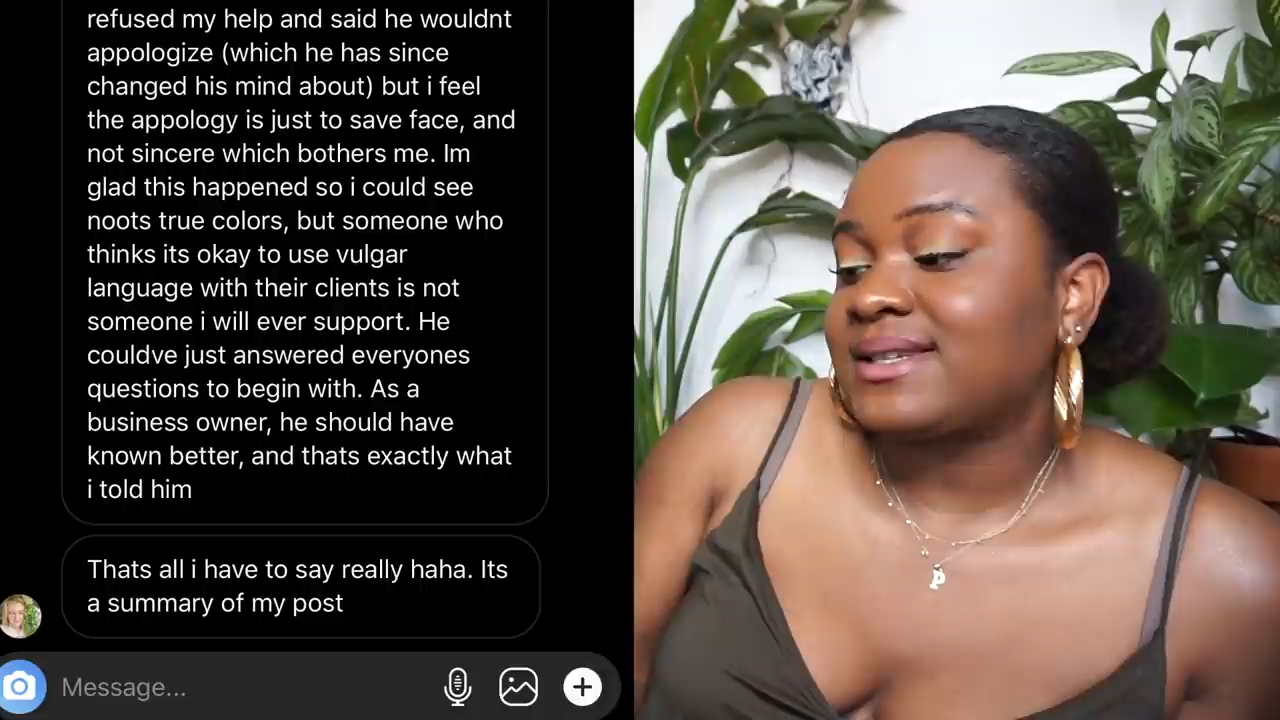 refused my help and said he wouldnt
appologize (which he has since
changed his mind about) but i feel
the appology is just to save face, and
not sincere which bothers me. Im
glad this happened so i could see
noots true colors, but someone who
thinks its okay to use vulgar
language with their clients is not
someone i will ever support. He
couldve just answered everyones
questions to begin with. As a
business owner, he should have
known better, and thats exactly what
i told him
Thats all i have to say really haha. Its
a summary of my post
Message...
P